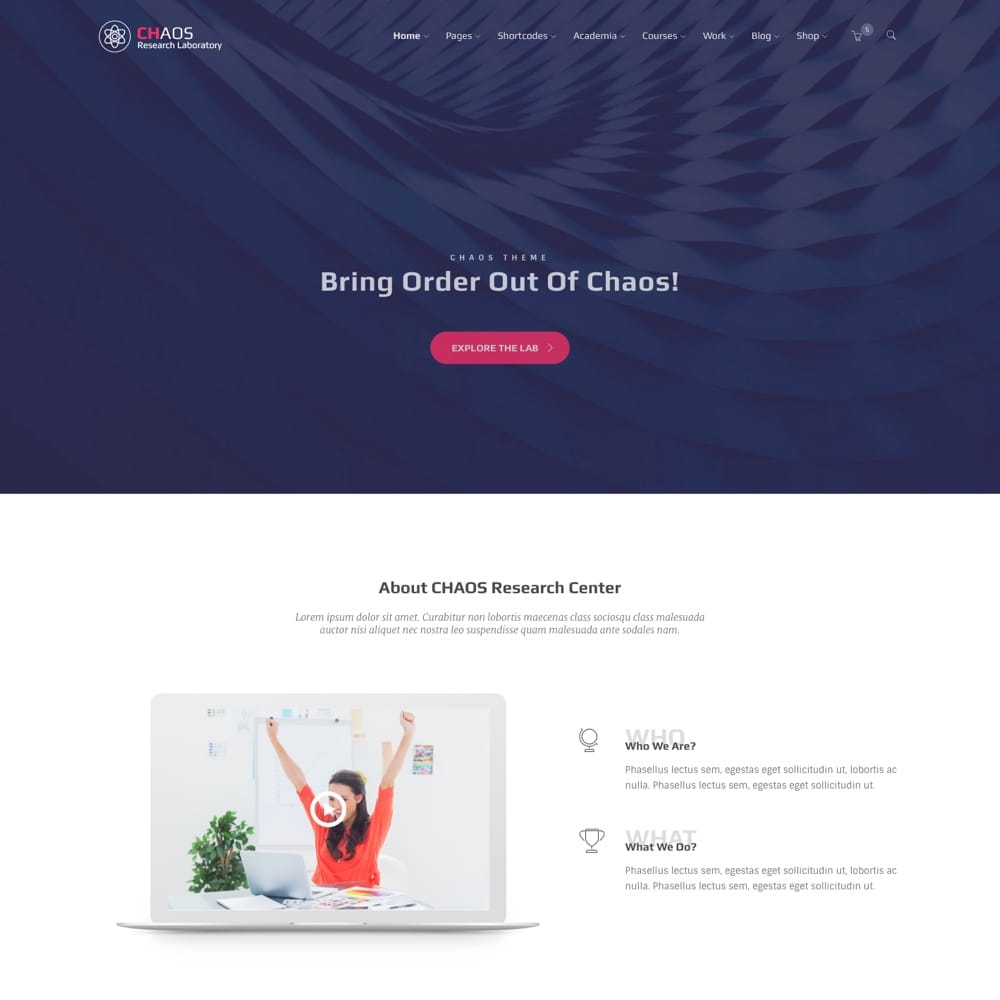 CHAOS
Research Laboratory
Home Pages Shortcodes Academia Courses Work Blog Shop 5
CHAOS THEME
Bring Order Out Of Chaos!
EXPLORE THE LAB
About CHAOS Research Center
Lorem ipsum dolor sit amet. Curabitur non lobortis maecenas class sociosqu class malesuada
auctor nisi aliquet nec nostra leo suspendisse quam malesuada ante sodales nam.
WHO
Who We Are?
Phasellus lectus sem, egestas eget sollicitudin ut, lobortis ac
nulla. Phasellus lectus sem, egestas eget sollicitudin ut.
WHAT
What We Do?
Phasellus lectus sem, egestas eget sollicitudin ut, lobortis ac
nulla. Phasellus lectus sem, egestas eget sollicitudin ut.